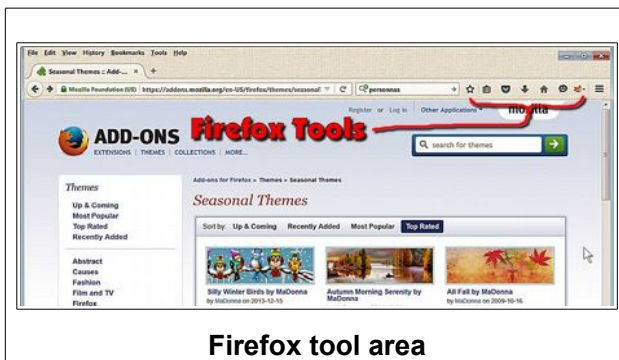 File Edit View History Bookmarks Tools Help
Seasonal Themes :: Add-... × +
Mozilla Foundation (US) https://addons.mozilla.org/en-US/firefox/themes/seasonal personnas
Register or Log in Other Applications mozilla
ADD-ONS
EXTENSIONS | THEMES | COLLECTIONS | MORE...
Firefox Tools
search for themes
Add-ons for Firefox » Themes » Seasonal Themes
Themes
Up & Coming
Most Popular
Top Rated
Recently Added
Abstract
Causes
Fashion
Film and TV
Firefox
Seasonal Themes
Sort by: Up & Coming Recently Added Most Popular Top Rated
Silly Winter Birds by MaDonna
by MaDonna on 2013-12-15
Autumn Morning Serenity by
MaDonna
All Fall by MaDonna
by MaDonna on 2009-10-16
Firefox tool area